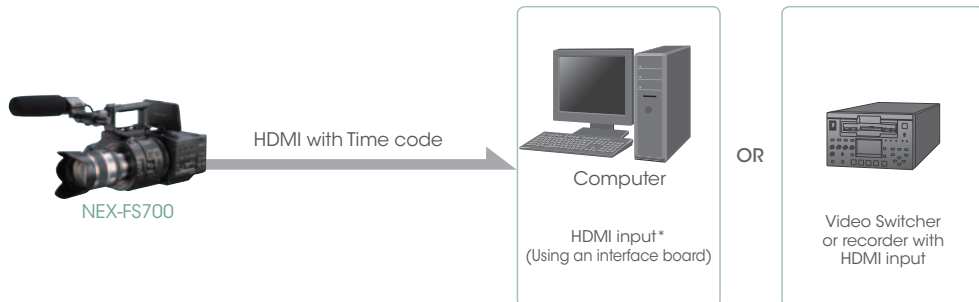 HDMI with Time code
NEX-FS700
Computer
HDMI input*
(Using an interface board)
OR
Video Switcher
or recorder with
HDMI input